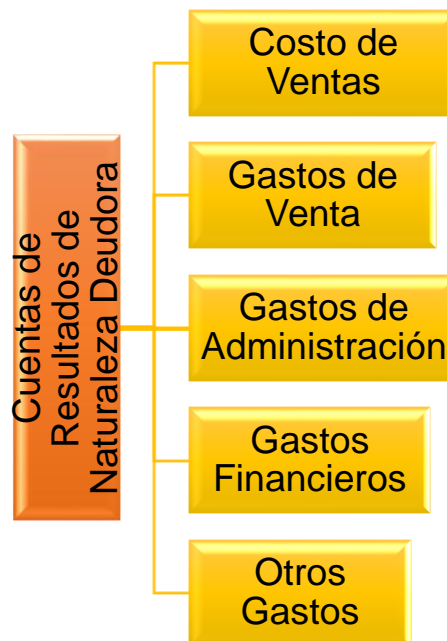 Cuentas de
Resultados de
Naturaleza Deudora
Costo de
Ventas
Gastos de
Venta
Gastos de
Administración
Gastos
Financieros
Otros
Gastos